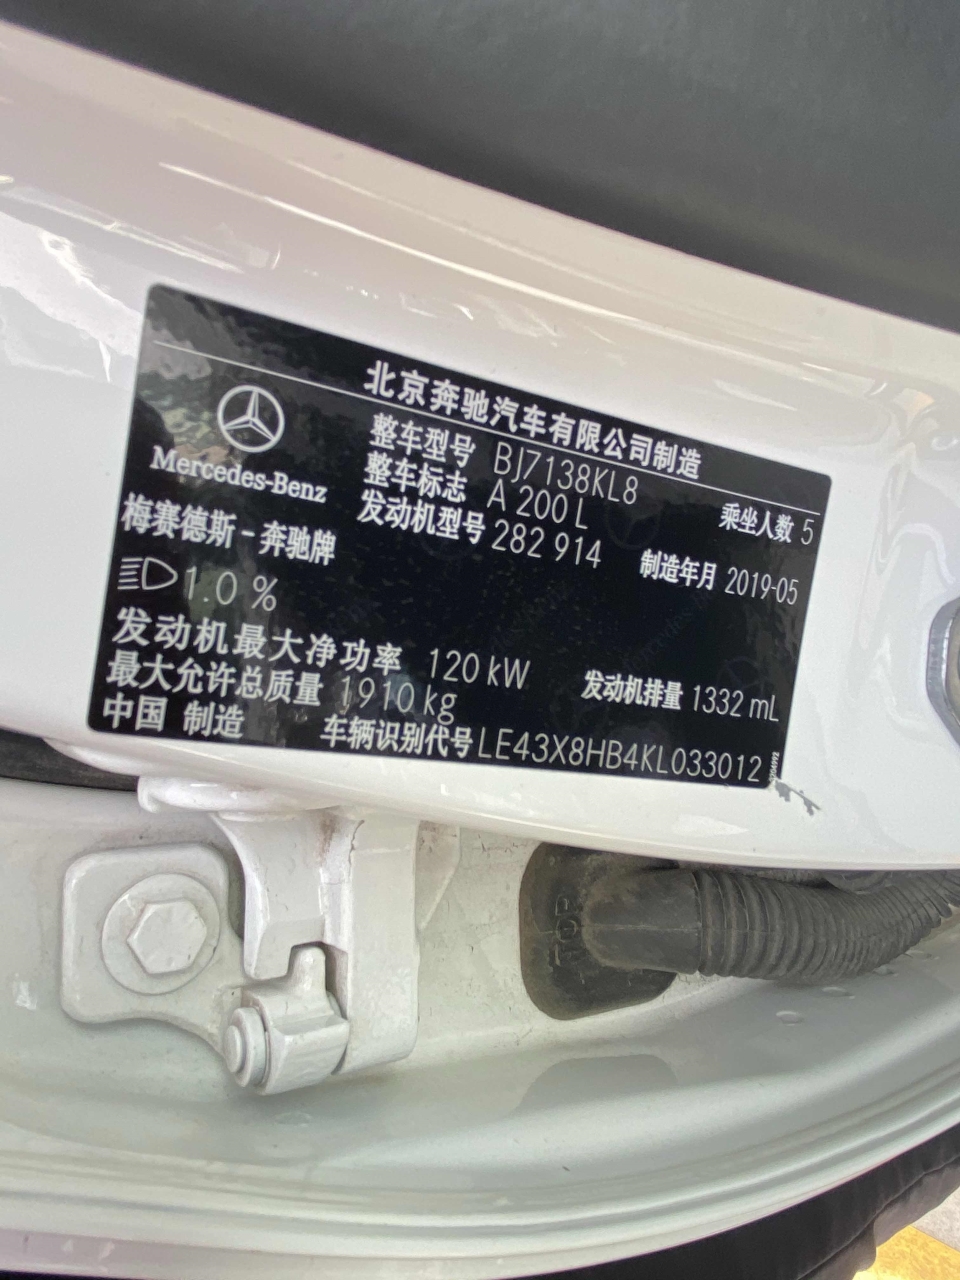 北京奔驰汽车有限公司制造
Mercedes-Benz
梅赛德斯-奔驰牌
整车型号 BJ7138KL8
整车标志 A 200 L
乘坐人数 5
发动机型号 282 914
制造年月 2019-05
1.0 %
发动机最大净功率 120 kW
发动机排量 1332 mL
最大允许总质量 1910 kg
中国 制造
车辆识别代号 LE43X8HB4KL033012
TOP